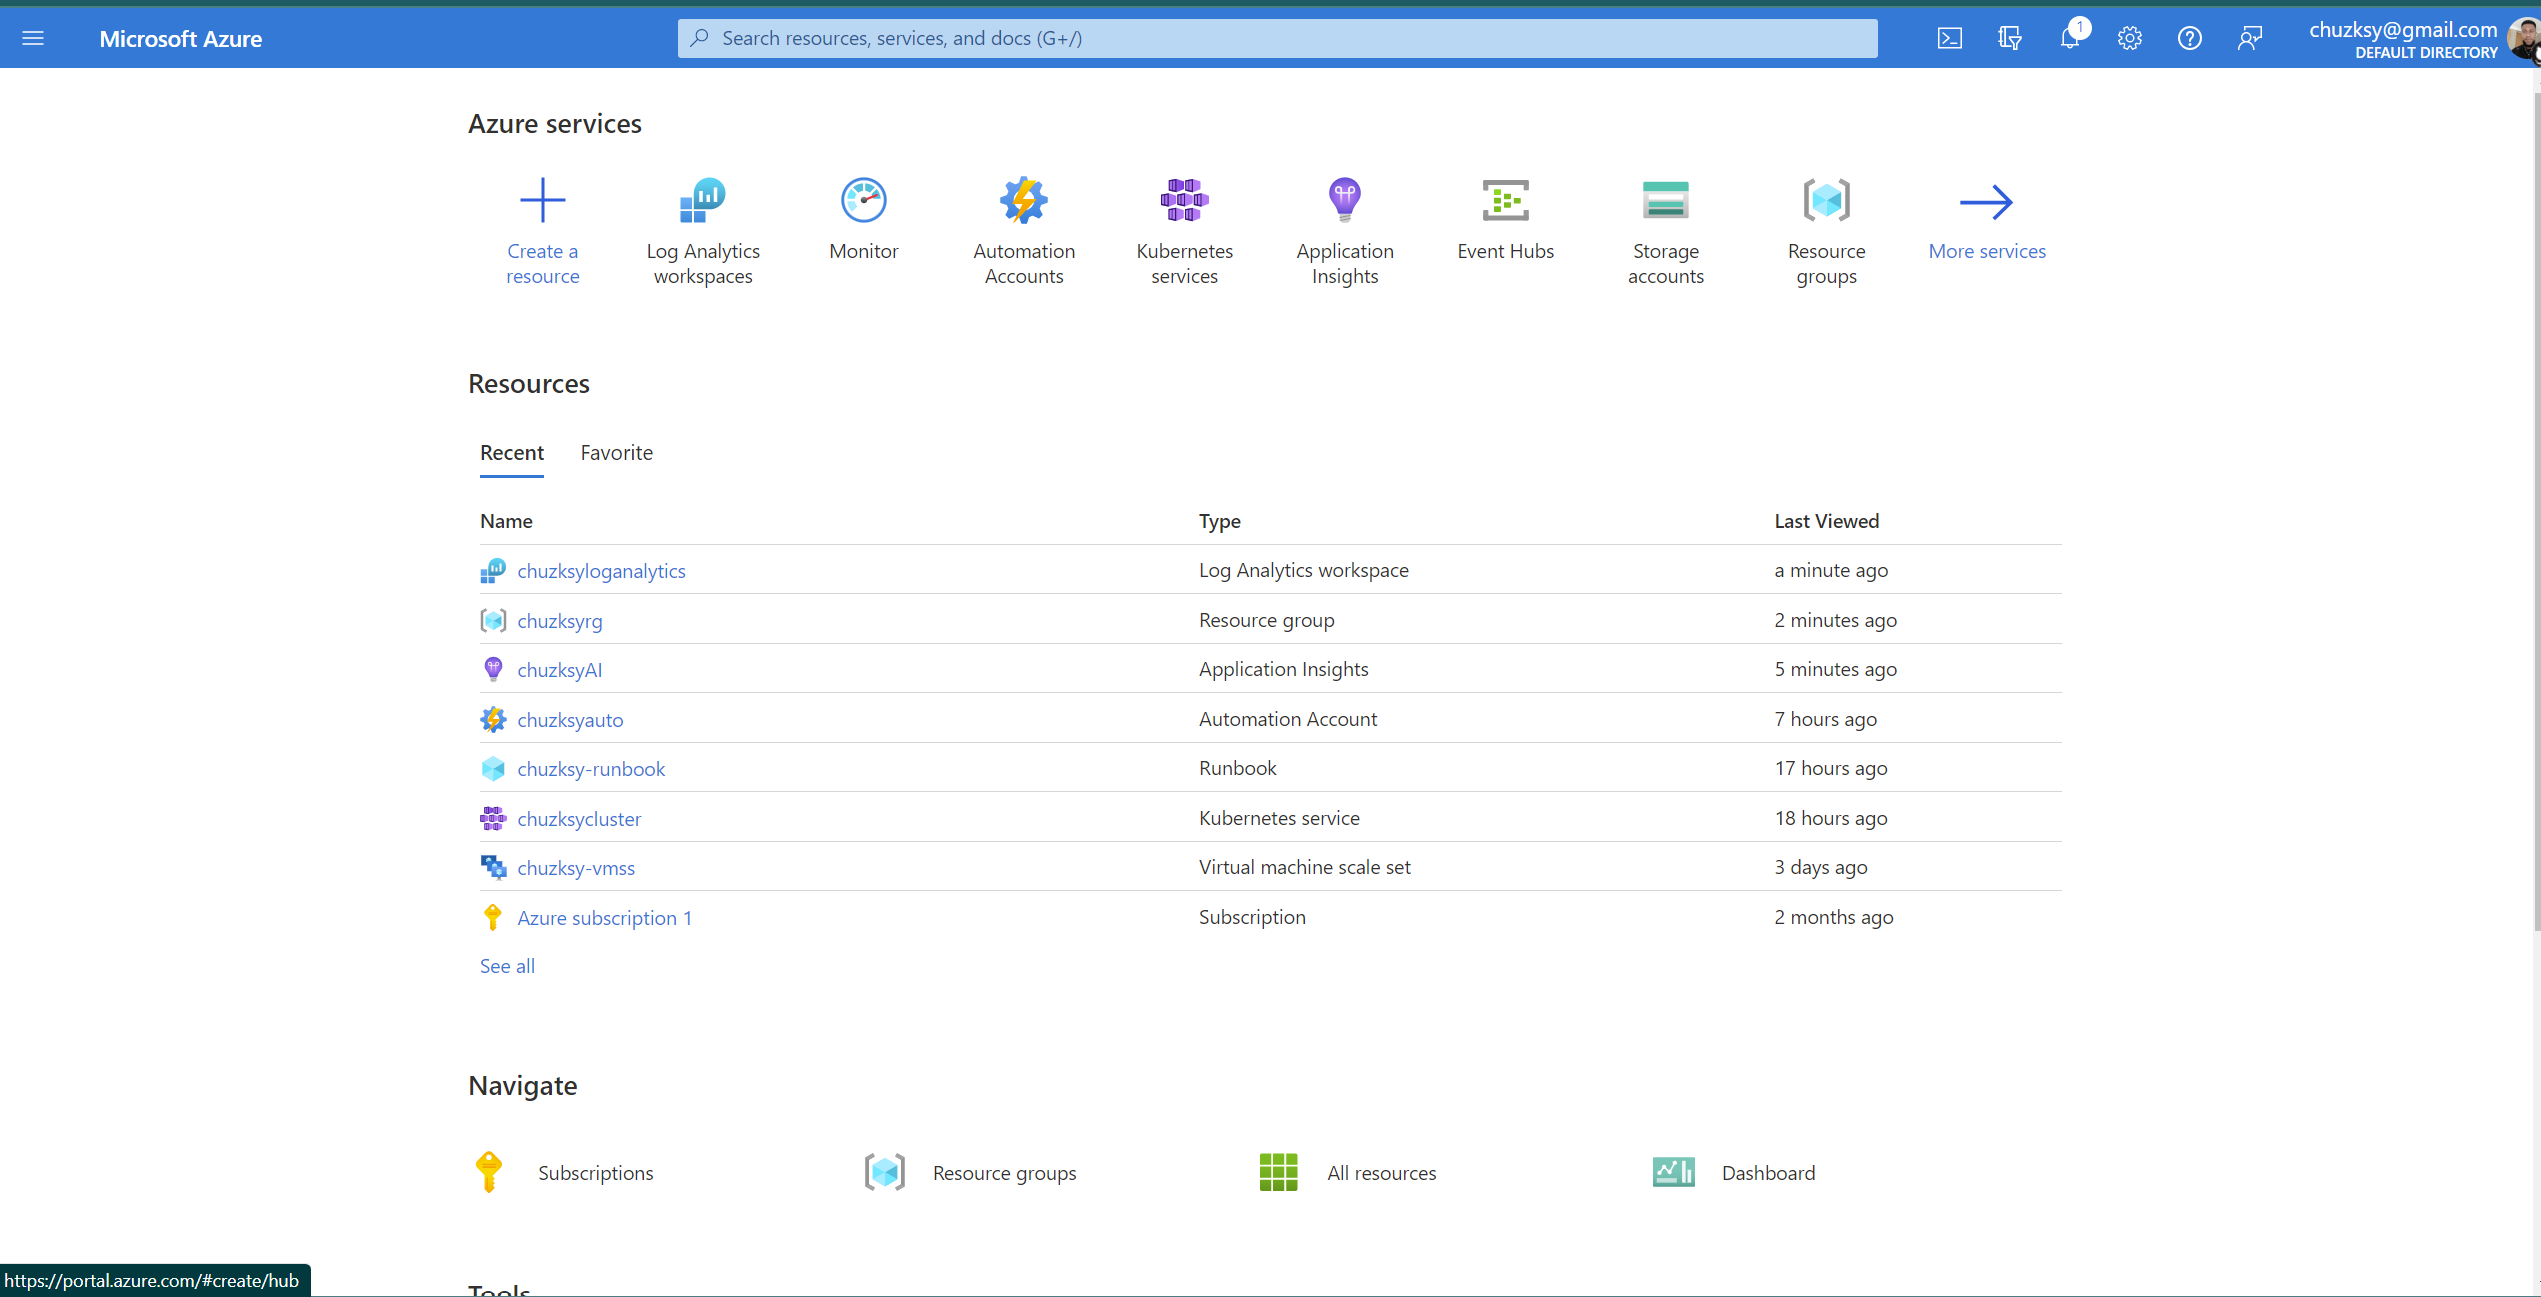 Microsoft Azure
Search resources, services, and docs (G+/)
1
chuzksy@gmail.com
DEFAULT DIRECTORY
Azure services
Create a
resource
Log Analytics
workspaces
Monitor
Automation
Accounts
Kubernetes
services
Application
Insights
Event Hubs
Storage
accounts
Resource
groups
More services
Resources
Recent Favorite
Name Type Last Viewed
chuzksyloganalytics Log Analytics workspace a minute ago
chuzksyrg Resource group 2 minutes ago
chuzksyAI Application Insights 5 minutes ago
chuzksyauto Automation Account 7 hours ago
chuzksy-runbook Runbook 17 hours ago
chuzksycluster Kubernetes service 18 hours ago
chuzksy-vmss Virtual machine scale set 3 days ago
Azure subscription 1 Subscription 2 months ago
See all
Navigate
Subscriptions Resource groups All resources Dashboard
Tools
https://portal.azure.com/#create/hub